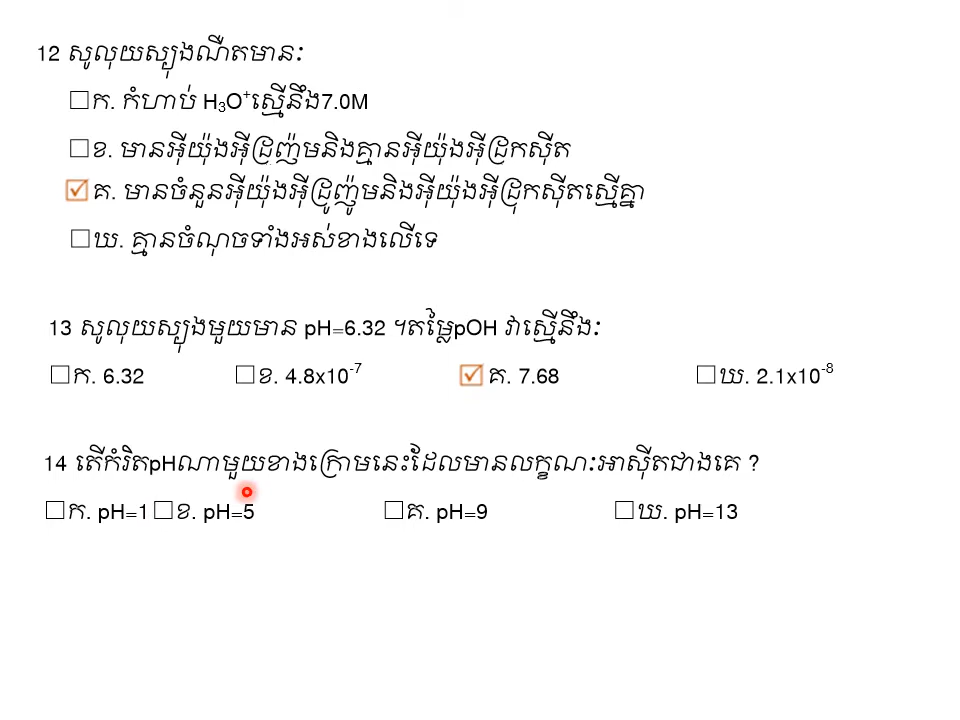 12 សូលុយស្យុងណឺតមានៈ
☐ក. កំហាប់ H₃O⁺ស្មើនឹង7.0M
☐ខ. មានអ៊ីយ៉ុងអ៊ីដ្រូញ៉ូមនិងគ្មានអ៊ីយ៉ុងអ៊ីដ្រុកស៊ីត
☑គ. មានចំនួនអ៊ីយ៉ុងអ៊ីដ្រូញ៉ូមនិងអ៊ីយ៉ុងអ៊ីដ្រុកស៊ីតស្មើគ្នា
☐ឃ. គ្មានចំណុចទាំងអស់ខាងលើទេ
13 សូលុយស្យុងមួយមាន pH=6.32 ។តម្លៃpOH វាស្មើនឹងៈ
☐ក. 6.32 ☐ខ. 4.8x10⁻⁷ ☑គ. 7.68 ☐ឃ. 2.1x10⁻⁸
14 តើកំរិតpHណាមួយខាងក្រោមនេះដែលមានលក្ខណៈអាស៊ីតជាងគេ ?
☐ក. pH=1☐ខ. pH=5 ☐គ. pH=9 ☐ឃ. pH=13